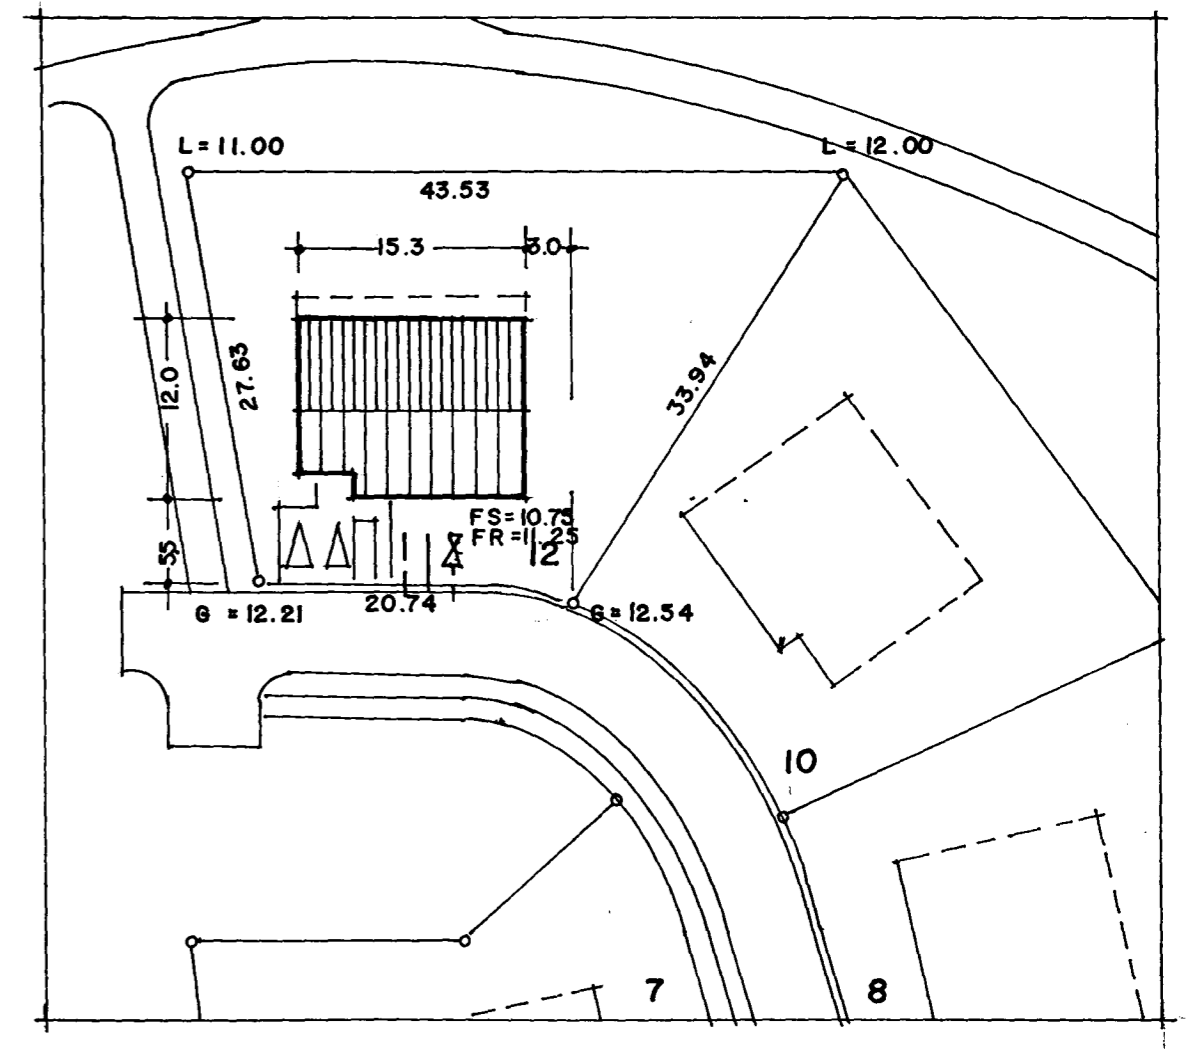 L = 11.00
L = 12.00
43.53
15.3
3.0
27.63
12.0
33.94
FS = 10.75
FR = 11.25
12
55
20.74
G = 12.21
G = 12.54
10
7
8